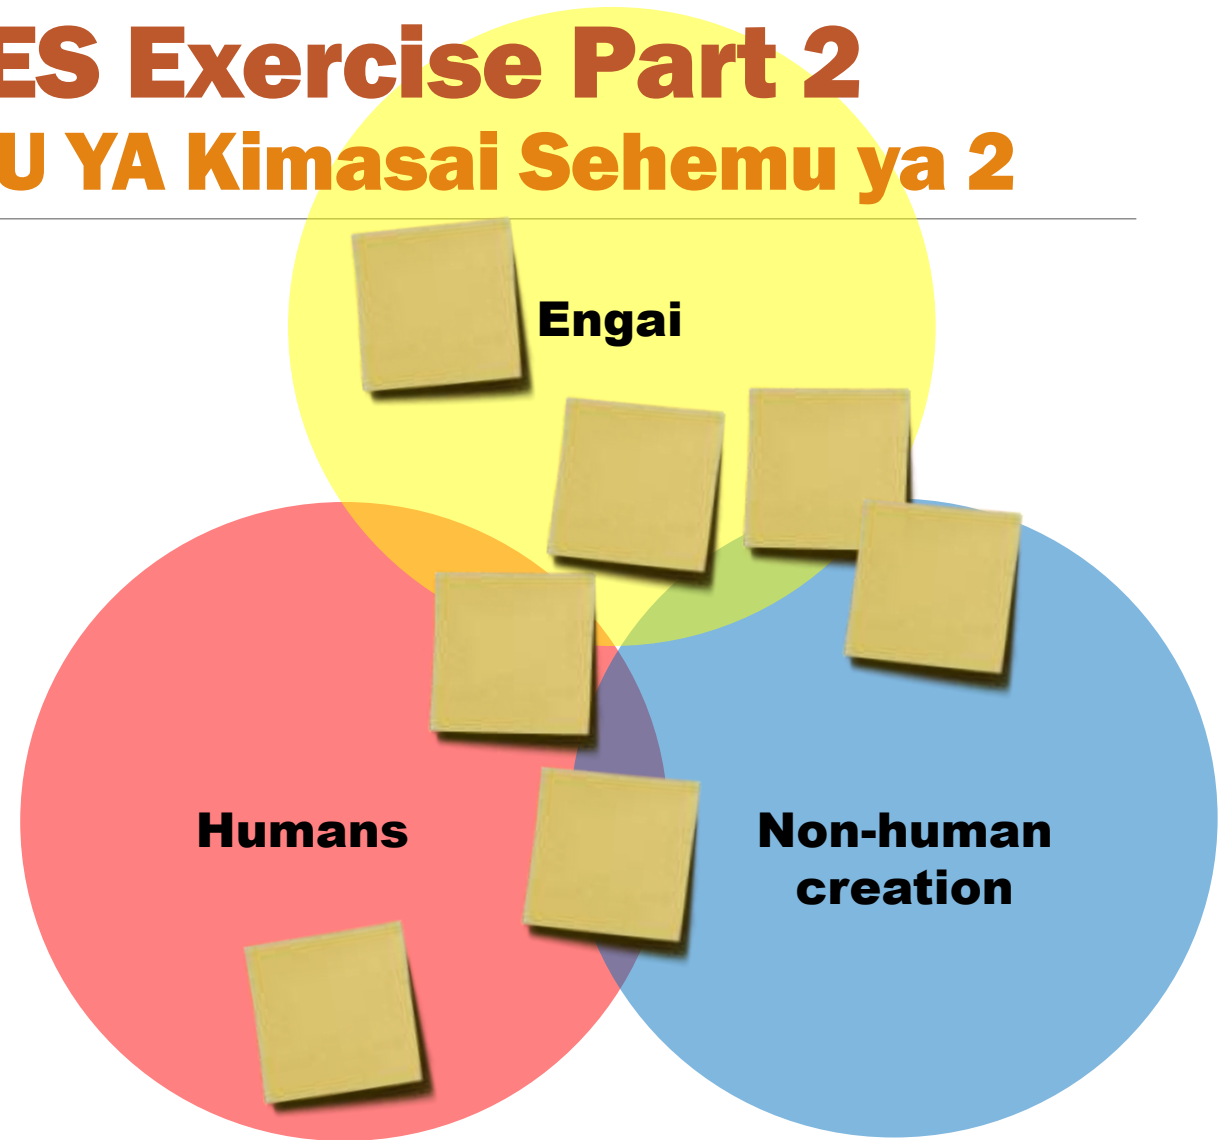 ES Exercise Part 2
U YA Kimasai Sehemu ya 2
Engai
Humans
Non-human
creation